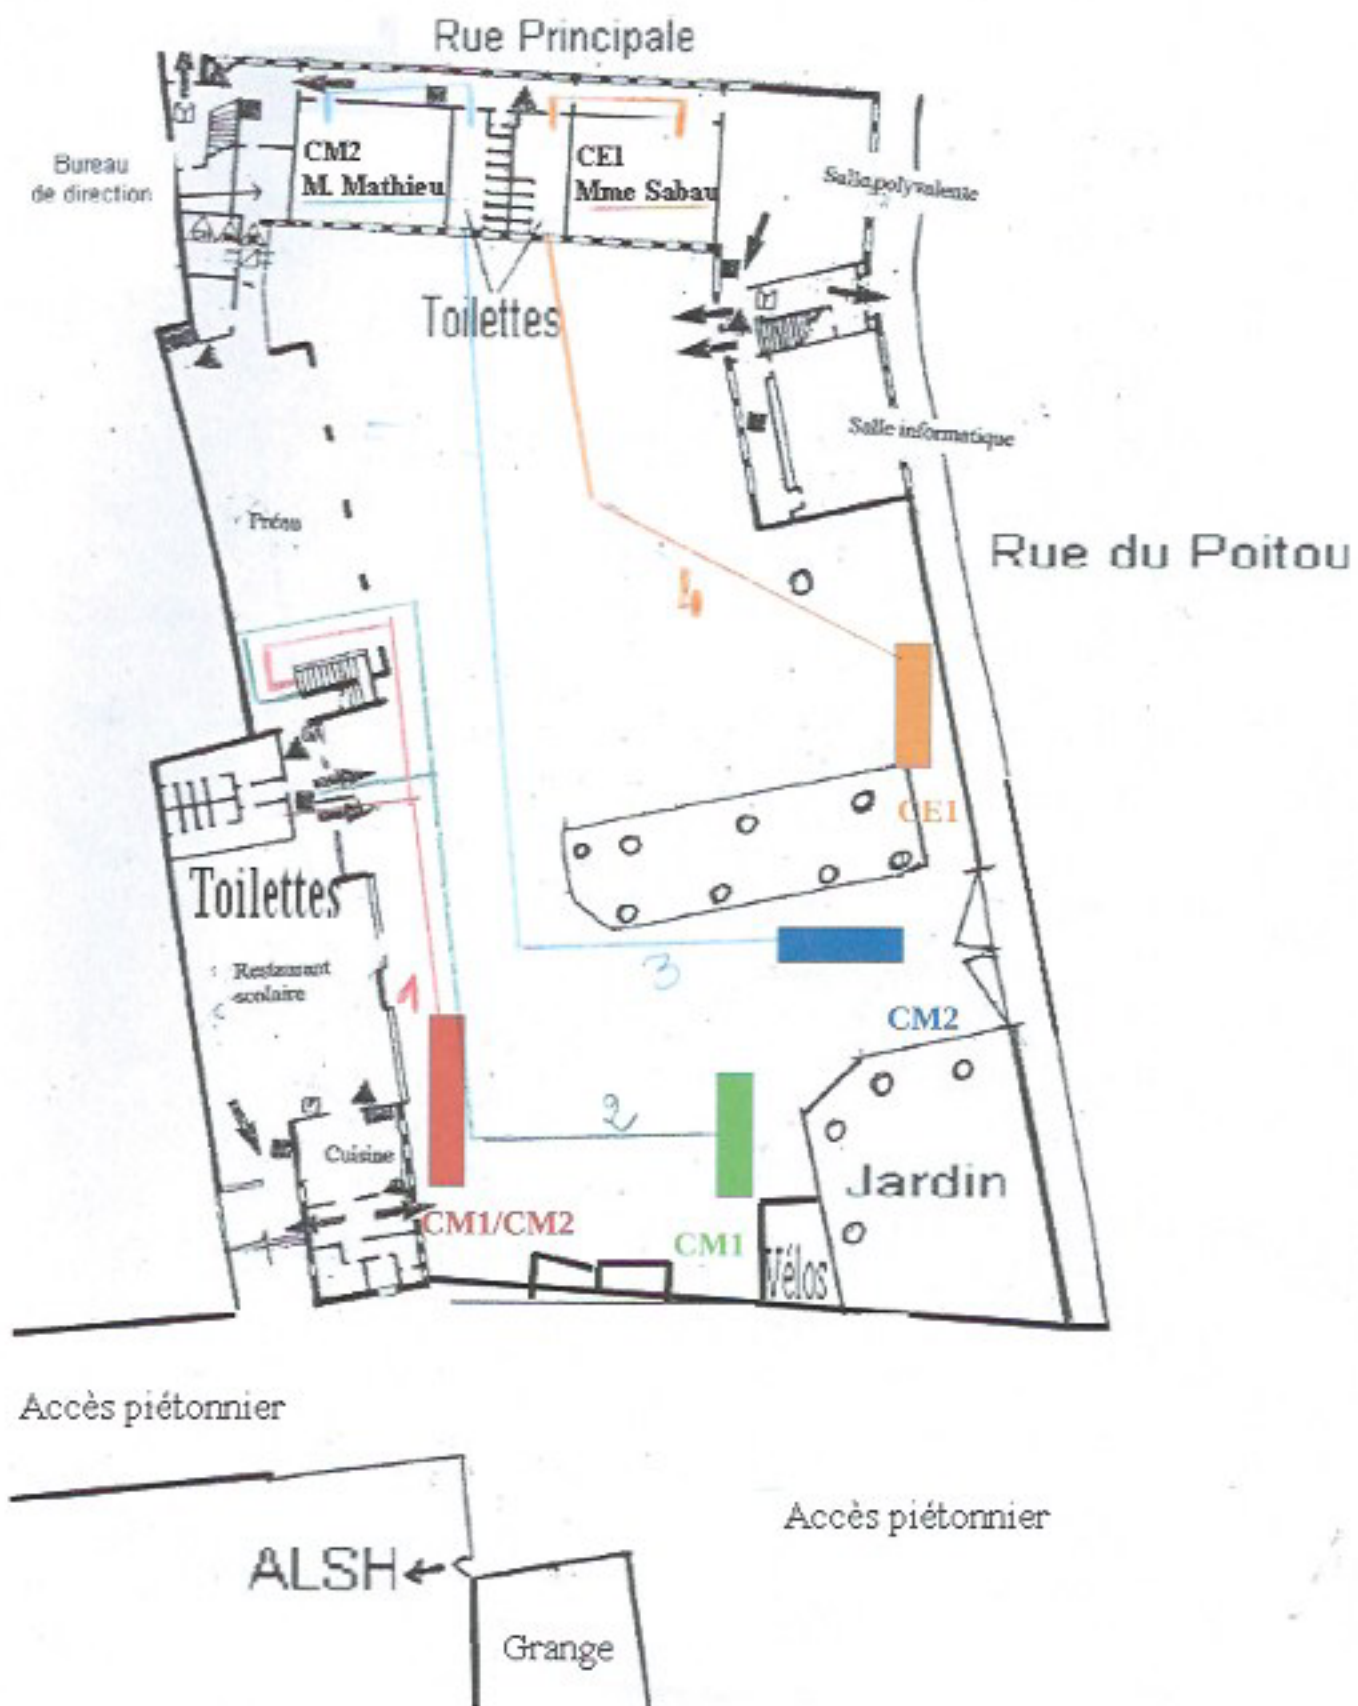 Rue Principale
Bureau
de direction
CM2
M. Mathieu
CE1
Mme Sabau
Salle polyvalente
Toilettes
Salle informatique
Préau
Rue du Poitou
4
CE1
Toilettes
Restaurant
scolaire
1
3
CM2
2
Cuisine
Jardin
CM1/CM2
CM1
Vélos
Accès piétonnier
Accès piétonnier
ALSH
Grange